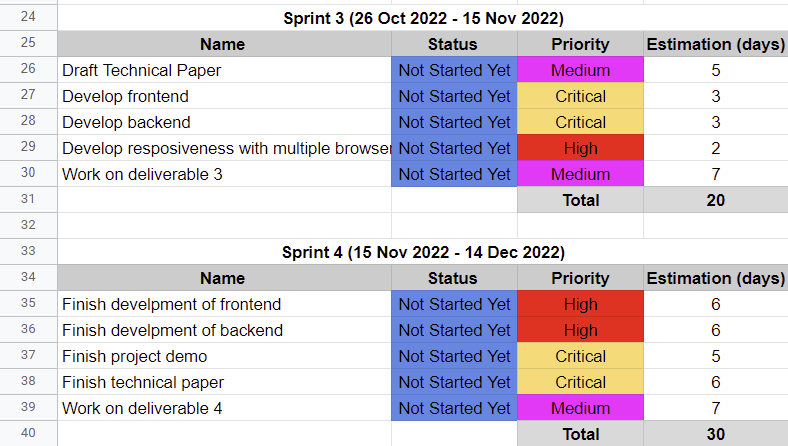 24 Sprint 3 (26 Oct 2022 - 15 Nov 2022)
25 Name Status Priority Estimation (days)
26 Draft Technical Paper Not Started Yet Medium 5
27 Develop frontend Not Started Yet Critical 3
28 Develop backend Not Started Yet Critical 3
29 Develop resposiveness with multiple browser Not Started Yet High 2
30 Work on deliverable 3 Not Started Yet Medium 7
31 Total 20
32
33 Sprint 4 (15 Nov 2022 - 14 Dec 2022)
34 Name Status Priority Estimation (days)
35 Finish develpment of frontend Not Started Yet High 6
36 Finish develpment of backend Not Started Yet High 6
37 Finish project demo Not Started Yet Critical 5
38 Finish technical paper Not Started Yet Critical 6
39 Work on deliverable 4 Not Started Yet Medium 7
40 Total 30